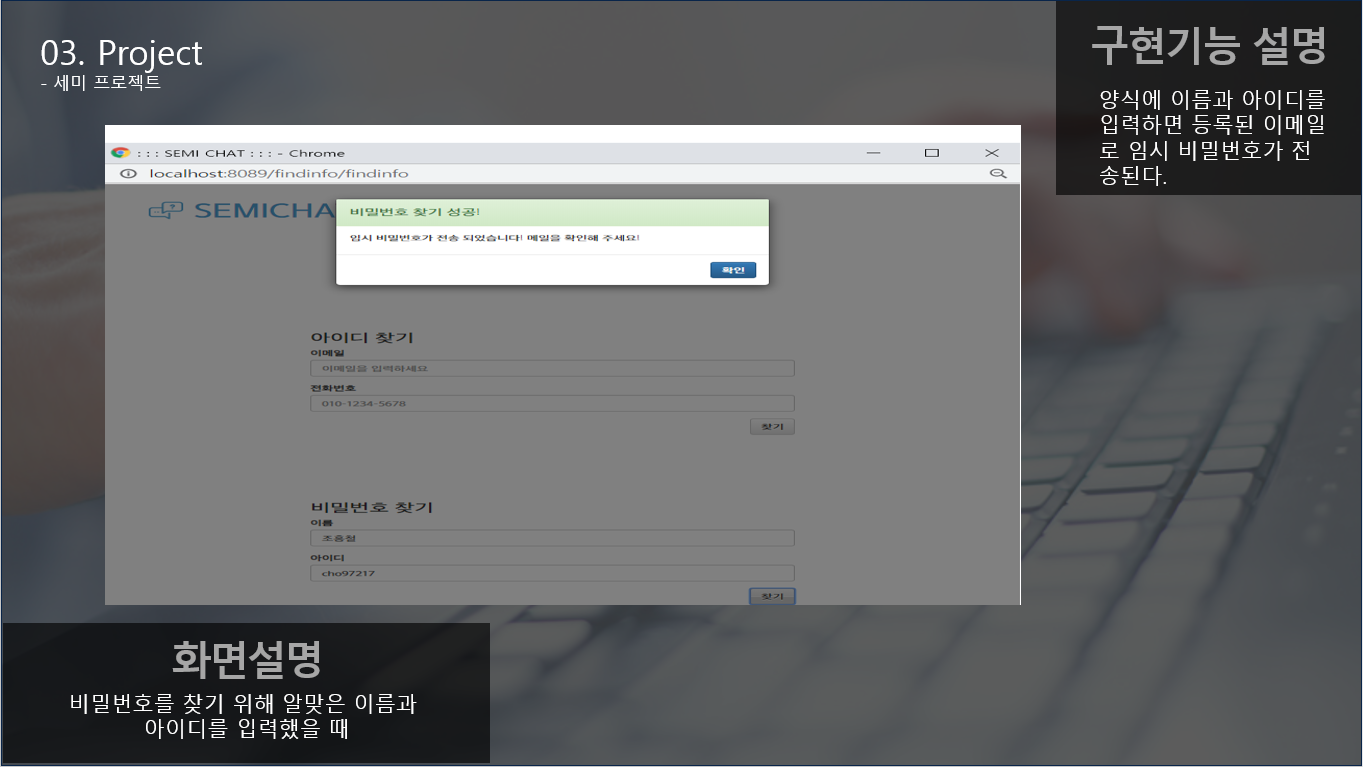 03. Project
- 세미 프로젝트
구현기능 설명
양식에 이름과 아이디를
입력하면 등록된 이메일
로 임시 비밀번호가 전
송된다.
: : : SEMI CHAT : : : - Chrome
localhost:8089/findinfo/findinfo
SEMICHA
비밀번호 찾기 성공!
임시 비밀번호가 전송 되었습니다! 메일을 확인해 주세요!
확인
아이디 찾기
이메일
이메일을 입력하세요
전화번호
010-1234-5678
찾기
비밀번호 찾기
이름
조홍철
아이디
cho97217
찾기
화면설명
비밀번호를 찾기 위해 알맞은 이름과
아이디를 입력했을 때